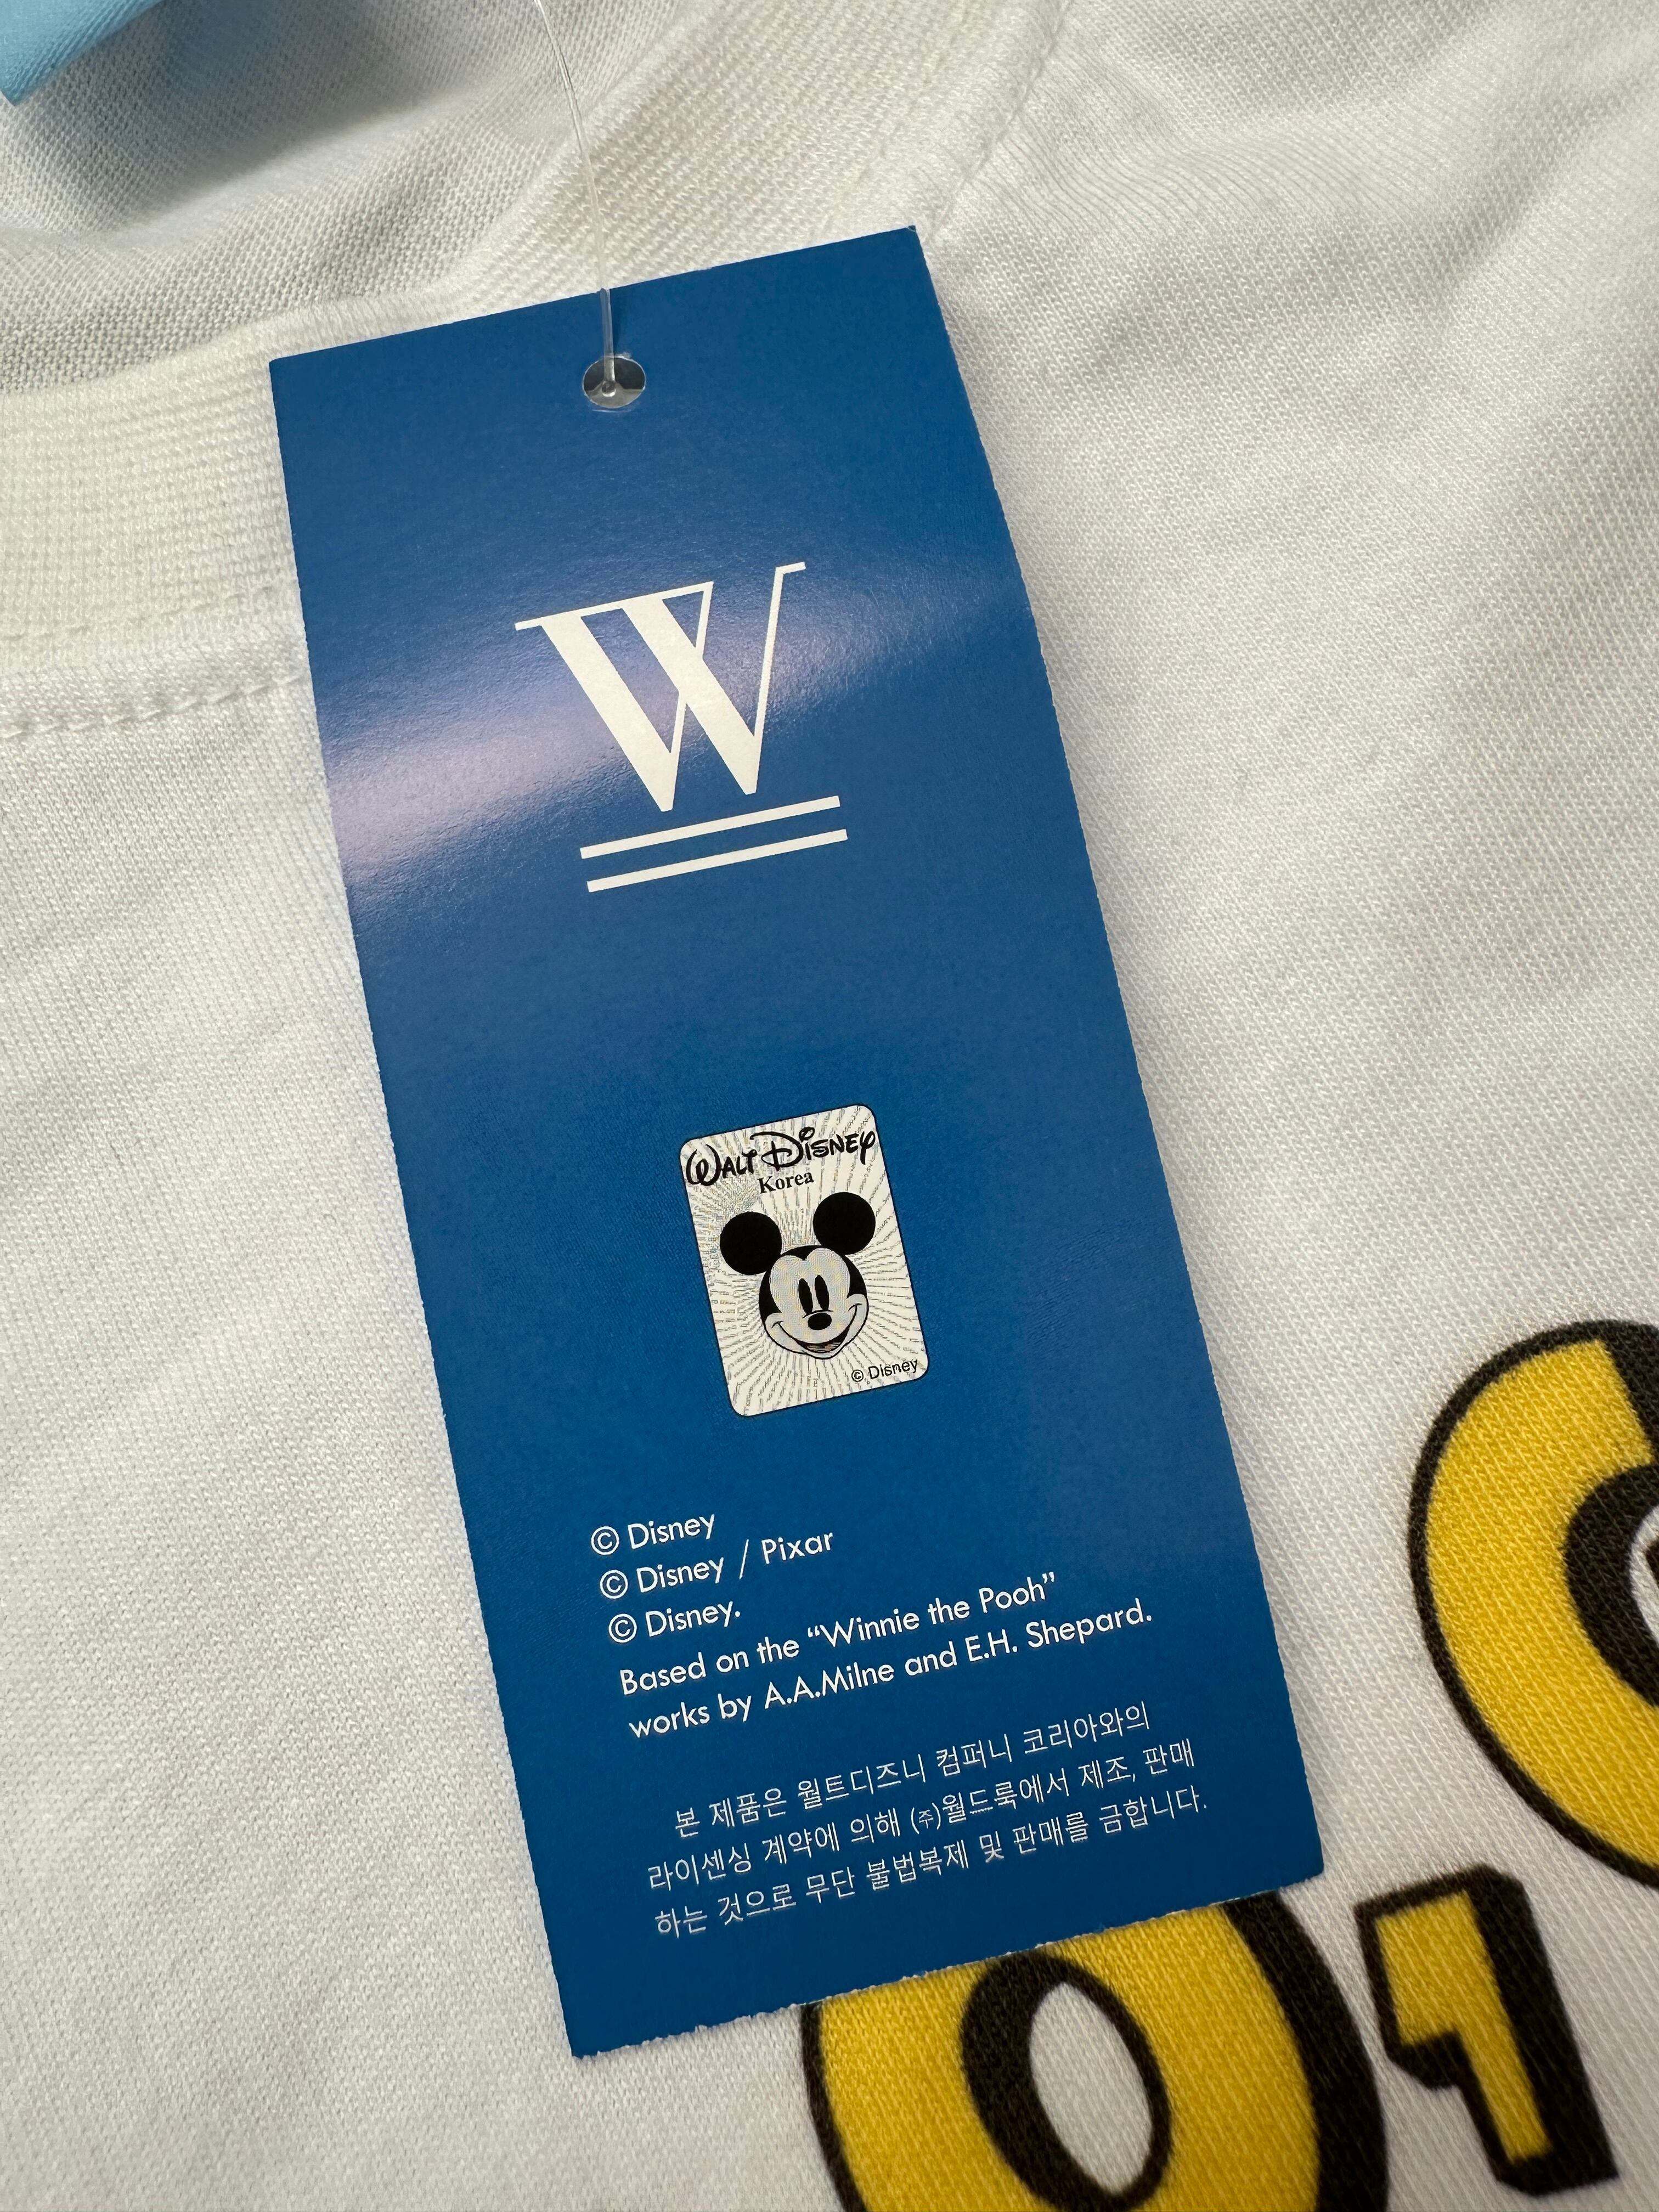 W
WALT DISNEY
Korea
© Disney
© Disney
© Disney / Pixar
© Disney.
Based on the “Winnie the Pooh”
works by A.A.Milne and E.H. Shepard.
본 제품은 월트디즈니 컴퍼니 코리아와의
라이센싱 계약에 의해 (주)월드룩에서 제조, 판매
하는 것으로 무단 불법복제 및 판매를 금합니다.